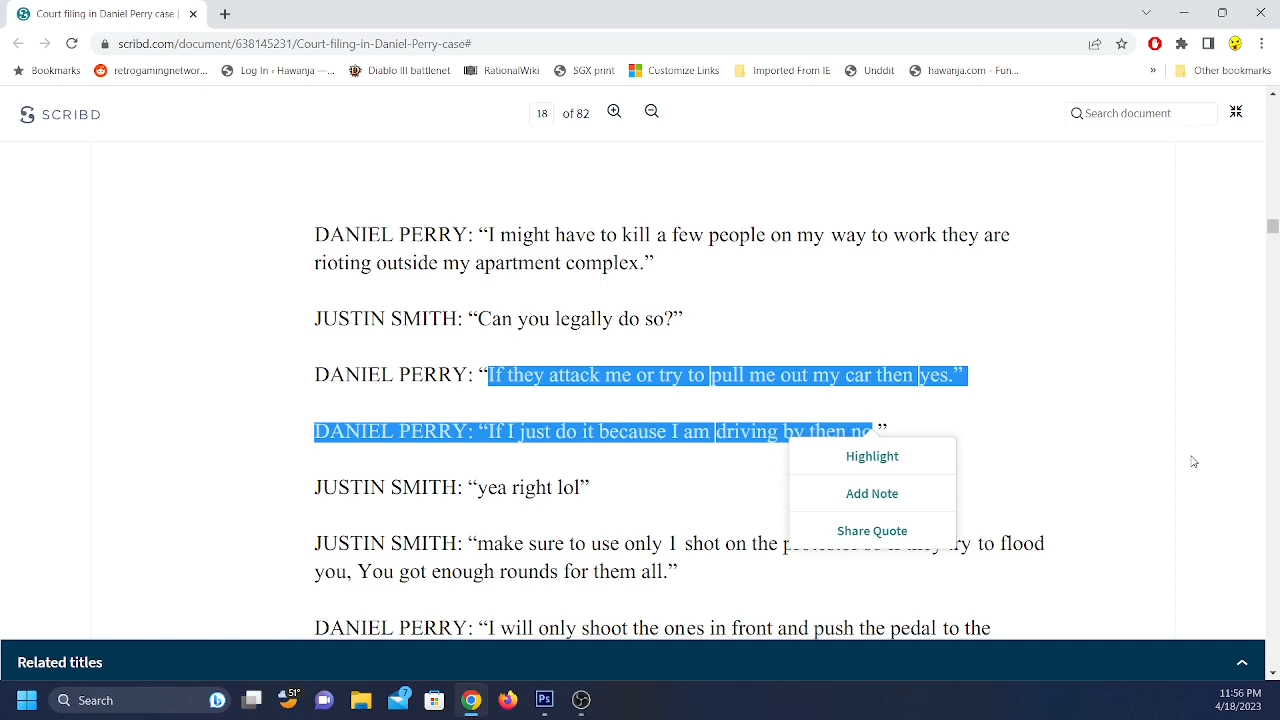 Court filing in Daniel Perry case |
scribd.com/document/638145231/Court-filing-in-Daniel-Perry-case#
Bookmarks retrogamingnetwor... Log In ‹ Hawanja —... Diablo III battlenet RationalWiki SGX print Customize Links Imported From IE Unddit hawanja.com - Fun... » Other bookmarks
SCRIBD 18 of 82 Search document
DANIEL PERRY: “I might have to kill a few people on my way to work they are
rioting outside my apartment complex.”
JUSTIN SMITH: “Can you legally do so?”
DANIEL PERRY: “If they attack me or try to pull me out my car then yes.”
DANIEL PERRY: “If I just do it because I am driving by then no.”
Highlight
JUSTIN SMITH: “yea right lol”
Add Note
Share Quote
JUSTIN SMITH: “make sure to use only 1 shot on the try to flood
you, You got enough rounds for them all.”
DANIEL PERRY: “I will only shoot the ones in front and push the pedal to the
Related titles
Search 51° 7 Ps 11:56 PM
4/18/2023